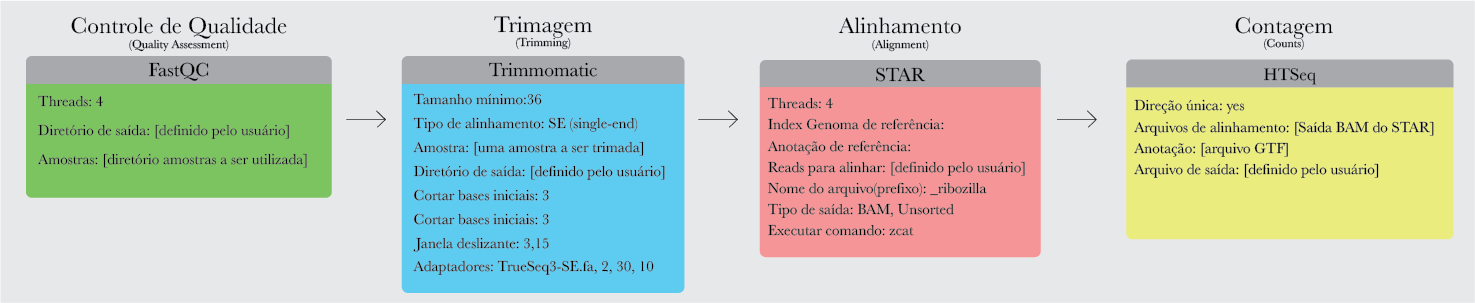 Controle de Qualidade
(Quality Assessment)
FastQC
Threads: 4
Diretório de saída: [definido pelo usuário]
Amostras: [diretório amostras a ser utilizada]
Trimagem
(Trimming)
Trimmomatic
Tamanho mínimo:36
Tipo de alinhamento: SE (single-end)
Amostra: [uma amostra a ser trimada]
Diretório de saída: [definido pelo usuário]
Cortar bases iniciais: 3
Cortar bases iniciais: 3
Janela deslizante: 3,15
Adaptadores: TrueSeq3-SE.fa, 2, 30, 10
Alinhamento
(Alignment)
STAR
Threads: 4
Index Genoma de referência:
Anotação de referência:
Reads para alinhar: [definido pelo usuário]
Nome do arquivo(prefixo): _ribozilla
Tipo de saída: BAM, Unsorted
Executar comando: zcat
Contagem
(Counts)
HTSeq
Direção única: yes
Arquivos de alinhamento: [Saída BAM do STAR]
Anotação: [arquivo GTF]
Arquivo de saída: [definido pelo usuário]